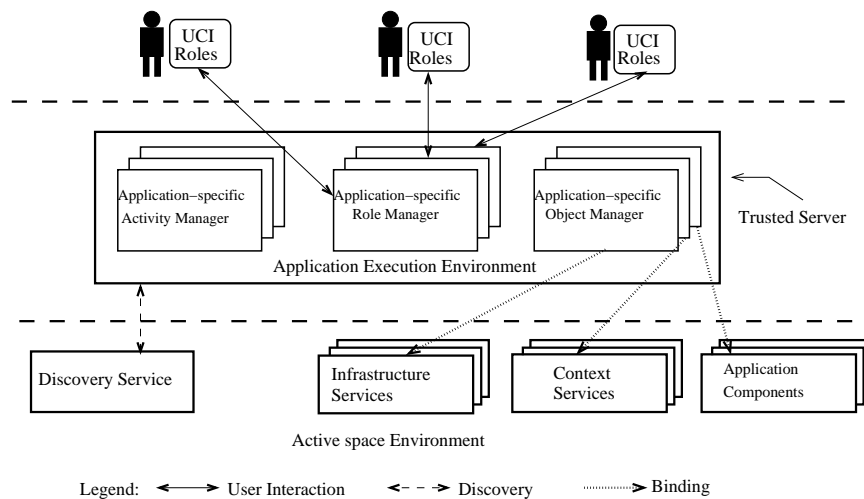 UCI
Roles
UCI
Roles
UCI
Roles
Application−specific
Activity Manager
Application−specific
Role Manager
Application−specific
Object Manager
Trusted Server
Application Execution Environment
Discovery Service
Infrastructure
Services
Context
Services
Application
Components
Active space Environment
Legend:
User Interaction
Discovery
Binding